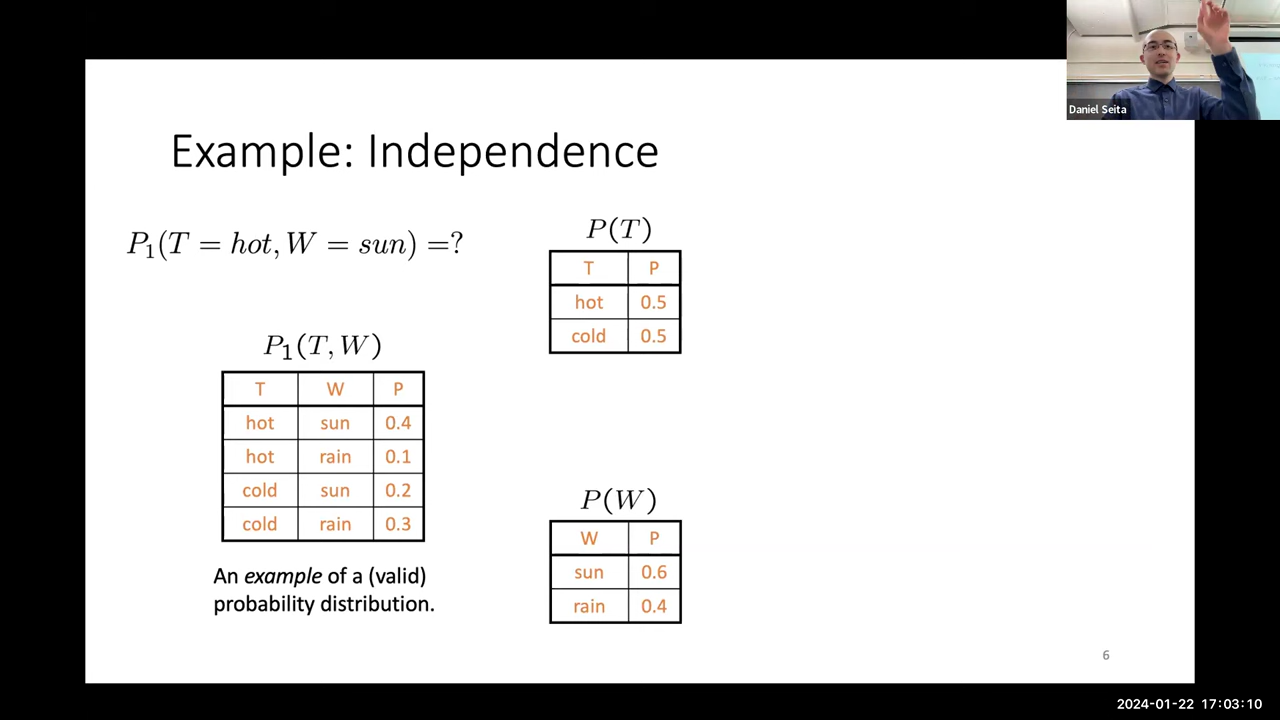 Daniel Seita
Example: Independence
P₁(T = hot, W = sun) =?
P₁(T, W)
T W P
hot sun 0.4
hot rain 0.1
cold sun 0.2
cold rain 0.3
An example of a (valid)
probability distribution.
P(T)
T P
hot 0.5
cold 0.5
P(W)
W P
sun 0.6
rain 0.4
6
2024-01-22 17:03:10